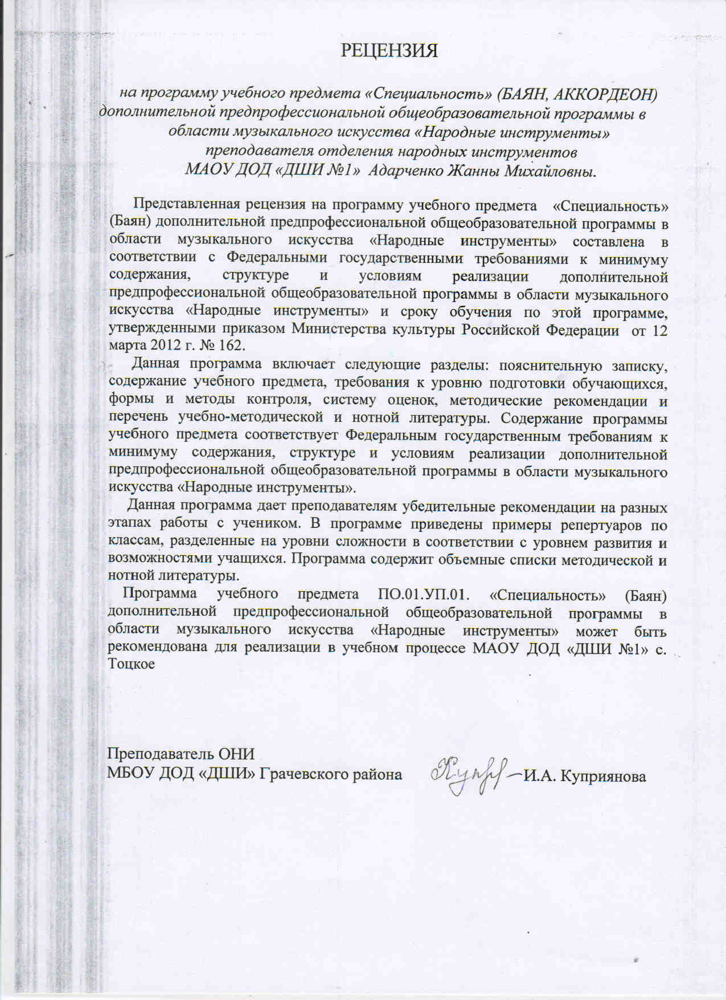 РЕЦЕНЗИЯ
на программу учебного предмета «Специальность» (БАЯН, АККОРДЕОН)
дополнительной предпрофессиональной общеобразовательной программы в
области музыкального искусства «Народные инструменты»
преподавателя отделения народных инструментов
МАОУ ДОД «ДШИ №1» Адарченко Жанны Михайловны.
Представленная рецензия на программу учебного предмета «Специальность»
(Баян) дополнительной предпрофессиональной общеобразовательной программы в
области музыкального искусства «Народные инструменты» составлена в
соответствии с Федеральными государственными требованиями к минимуму
содержания, структуре и условиям реализации дополнительной
предпрофессиональной общеобразовательной программы в области музыкального
искусства «Народные инструменты» и сроку обучения по этой программе,
утвержденными приказом Министерства культуры Российской Федерации от 12
марта 2012 г. № 162.
Данная программа включает следующие разделы: пояснительную записку,
содержание учебного предмета, требования к уровню подготовки обучающихся,
формы и методы контроля, систему оценок, методические рекомендации и
перечень учебно-методической и нотной литературы. Содержание программы
учебного предмета соответствует Федеральным государственным требованиям к
минимуму содержания, структуре и условиям реализации дополнительной
предпрофессиональной общеобразовательной программы в области музыкального
искусства «Народные инструменты».
Данная программа дает преподавателям убедительные рекомендации на разных
этапах работы с учеником. В программе приведены примеры репертуаров по
классам, разделенные на уровни сложности в соответствии с уровнем развития и
возможностями учащихся. Программа содержит объемные списки методической и
нотной литературы.
Программа учебного предмета ПО.01.УП.01. «Специальность» (Баян)
дополнительной предпрофессиональной общеобразовательной программы в
области музыкального искусства «Народные инструменты» может быть
рекомендована для реализации в учебном процессе МАОУ ДОД «ДШИ №1» с.
Тоцкое
Преподаватель ОНИ
МБОУ ДОД «ДШИ» Грачевского района И.А. Куприянова